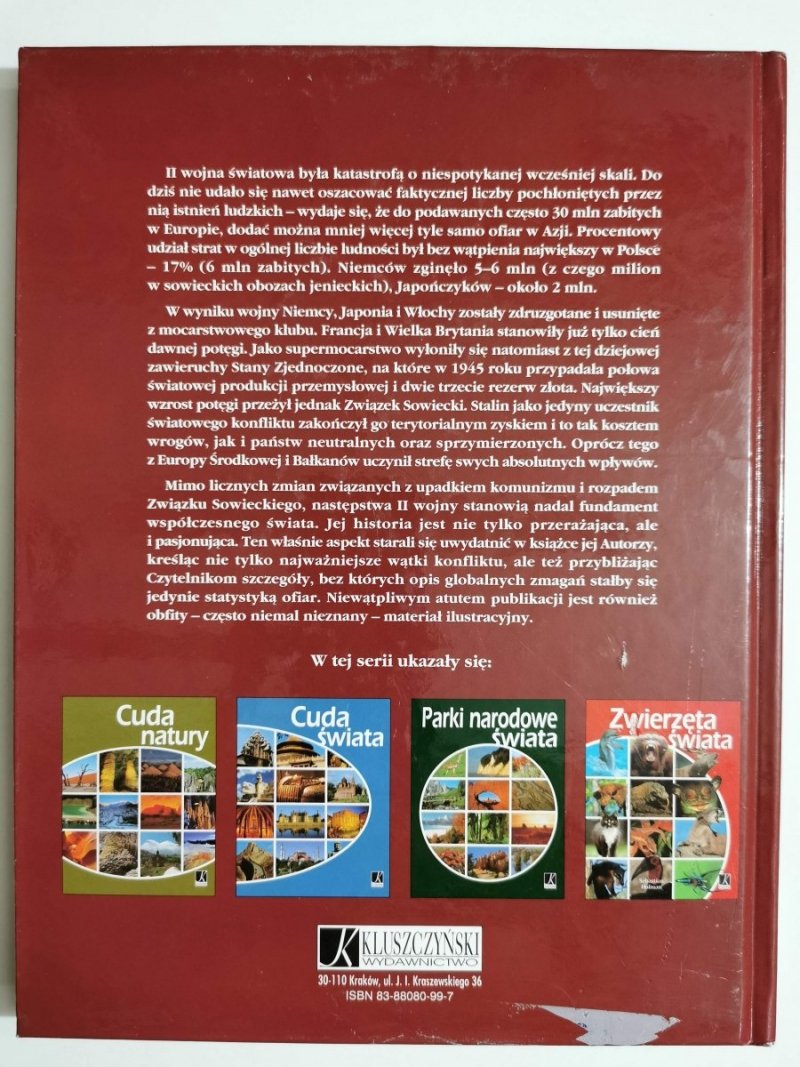 II wojna światowa była katastrofą o niespotykanej wcześniej skali. Do
dziś nie udało się nawet oszacować faktycznej liczby pochłoniętych przez
nią istnień ludzkich – wydaje się, że do podawanych często 30 mln zabitych
w Europie, dodać można mniej więcej tyle samo ofiar w Azji. Procentowy
udział strat w ogólnej liczbie ludności był bez wątpienia największy w Polsce
– 17% (6 mln zabitych). Niemców zginęło 5–6 mln (z czego milion
w sowieckich obozach jenieckich), Japończyków – około 2 mln.
W wyniku wojny Niemcy, Japonia i Włochy zostały zdruzgotane i usunięte
z mocarstwowego klubu. Francja i Wielka Brytania stanowiły już tylko cień
dawnej potęgi. Jako supermocarstwo wyłoniły się natomiast z tej dziejowej
zawieruchy Stany Zjednoczone, na które w 1945 roku przypadała połowa
światowej produkcji przemysłowej i dwie trzecie rezerw złota. Największy
wzrost potęgi przeżył jednak Związek Sowiecki. Stalin jako jedyny uczestnik
światowego konfliktu zakończył go terytorialnym zyskiem i to tak kosztem
wrogów, jak i państw neutralnych oraz sprzymierzonych. Oprócz tego
z Europy Środkowej i Bałkanów uczynił strefę swych absolutnych wpływów.
Mimo licznych zmian związanych z upadkiem komunizmu i rozpadem
Związku Sowieckiego, następstwa II wojny stanowią nadal fundament
współczesnego świata. Jej historia jest nie tylko przerażająca, ale
i pasjonująca. Ten właśnie aspekt starali się uwydatnić w książce jej Autorzy,
kreśląc nie tylko najważniejsze wątki konfliktu, ale też przybliżając
Czytelnikom szczegóły, bez których opis globalnych zmagań stałby się
jedynie statystyką ofiar. Niewątpliwym atutem publikacji jest również
obfity – często niemal nieznany – materiał ilustracyjny.
W tej serii ukazały się:
Cuda
natury
Cuda
świata
Parki narodowe
świata
Zwierzęta
świata
K
KLUSZCZYŃSKI
WYDAWNICTWO
30-110 Kraków, ul. J. I. Kraszewskiego 36
ISBN 83-88080-99-7